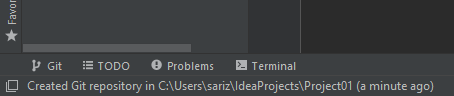 Favor
Git TODO Problems Terminal
Created Git repository in C:\Users\sariz\IdeaProjects\Project01 (a minute ago)